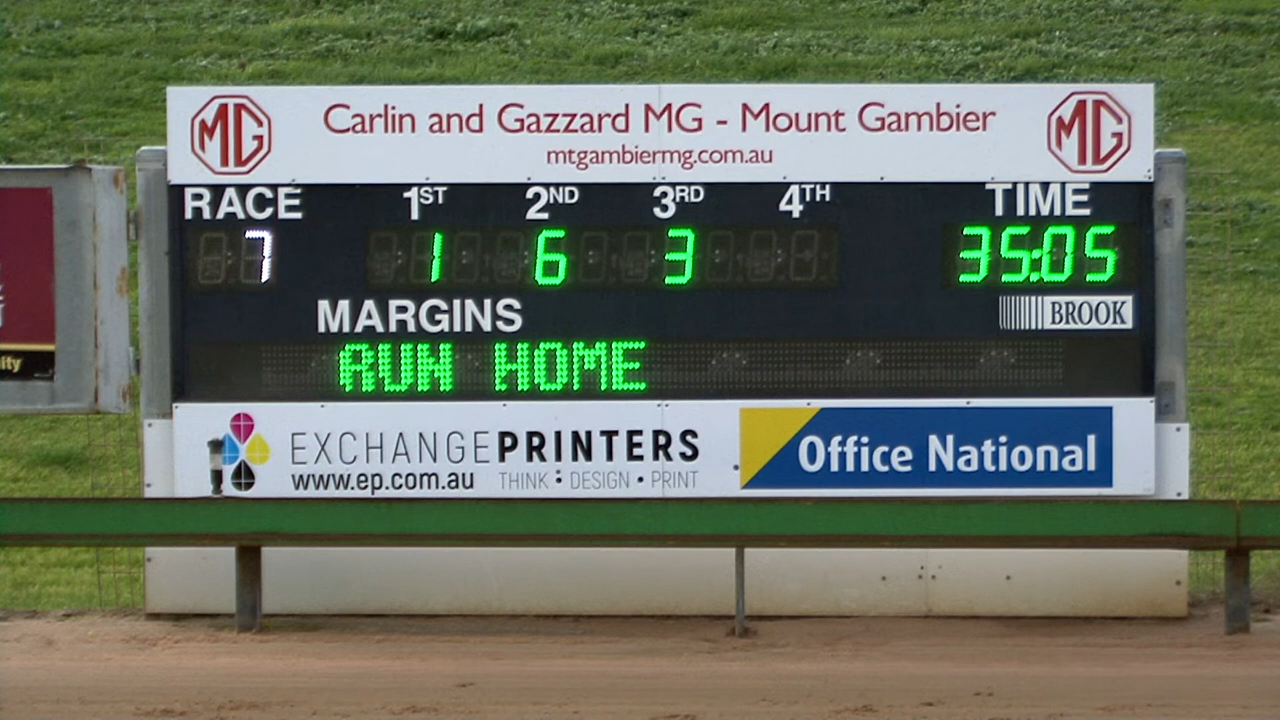 MG Carlin and Gazzard MG - Mount Gambier MG
mtgambiermg.com.au
RACE 1ST 2ND 3RD 4TH TIME
7 1 6 3 35:05
MARGINS BROOK
RUN HOME
EXCHANGEPRINTERS Office National
www.ep.com.au THINK : DESIGN • PRINT